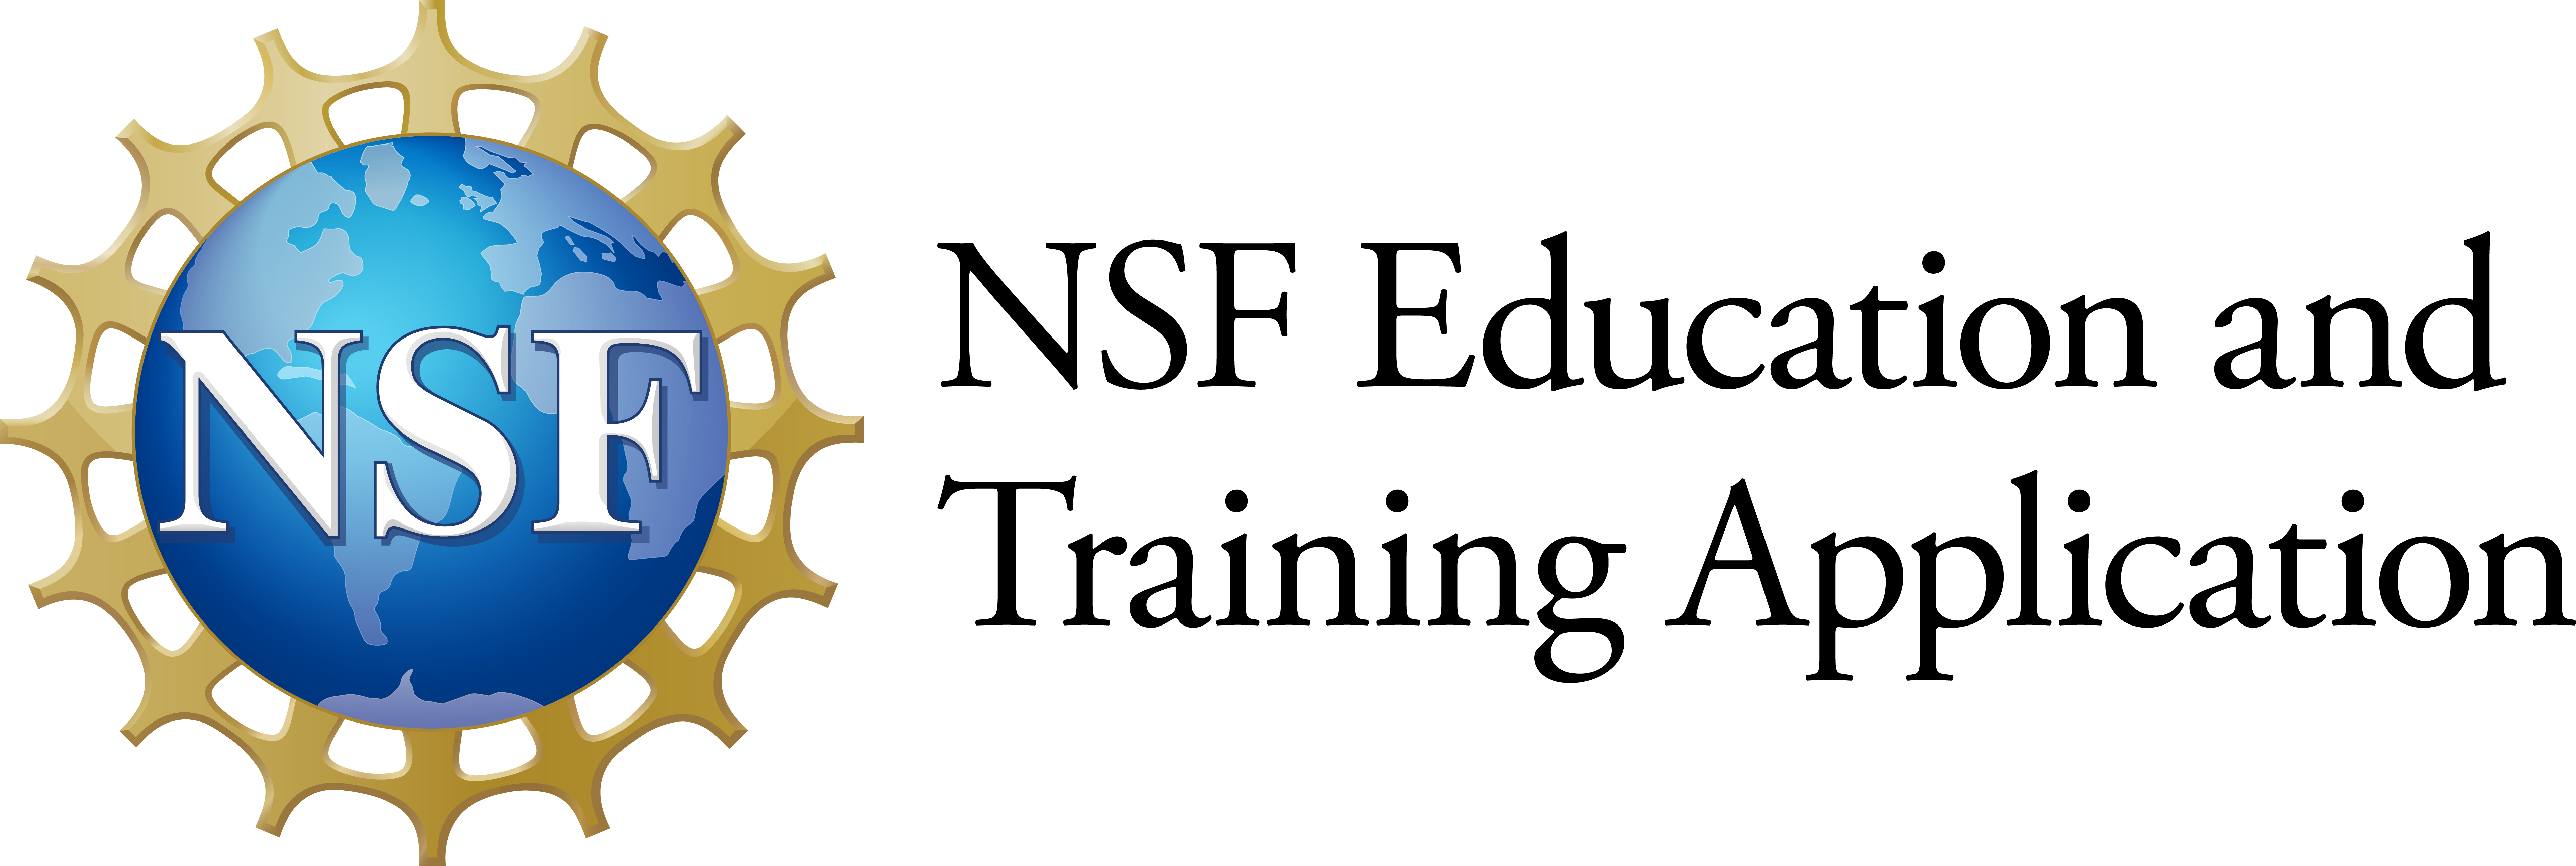 NSF
NSF Education and
Training Application